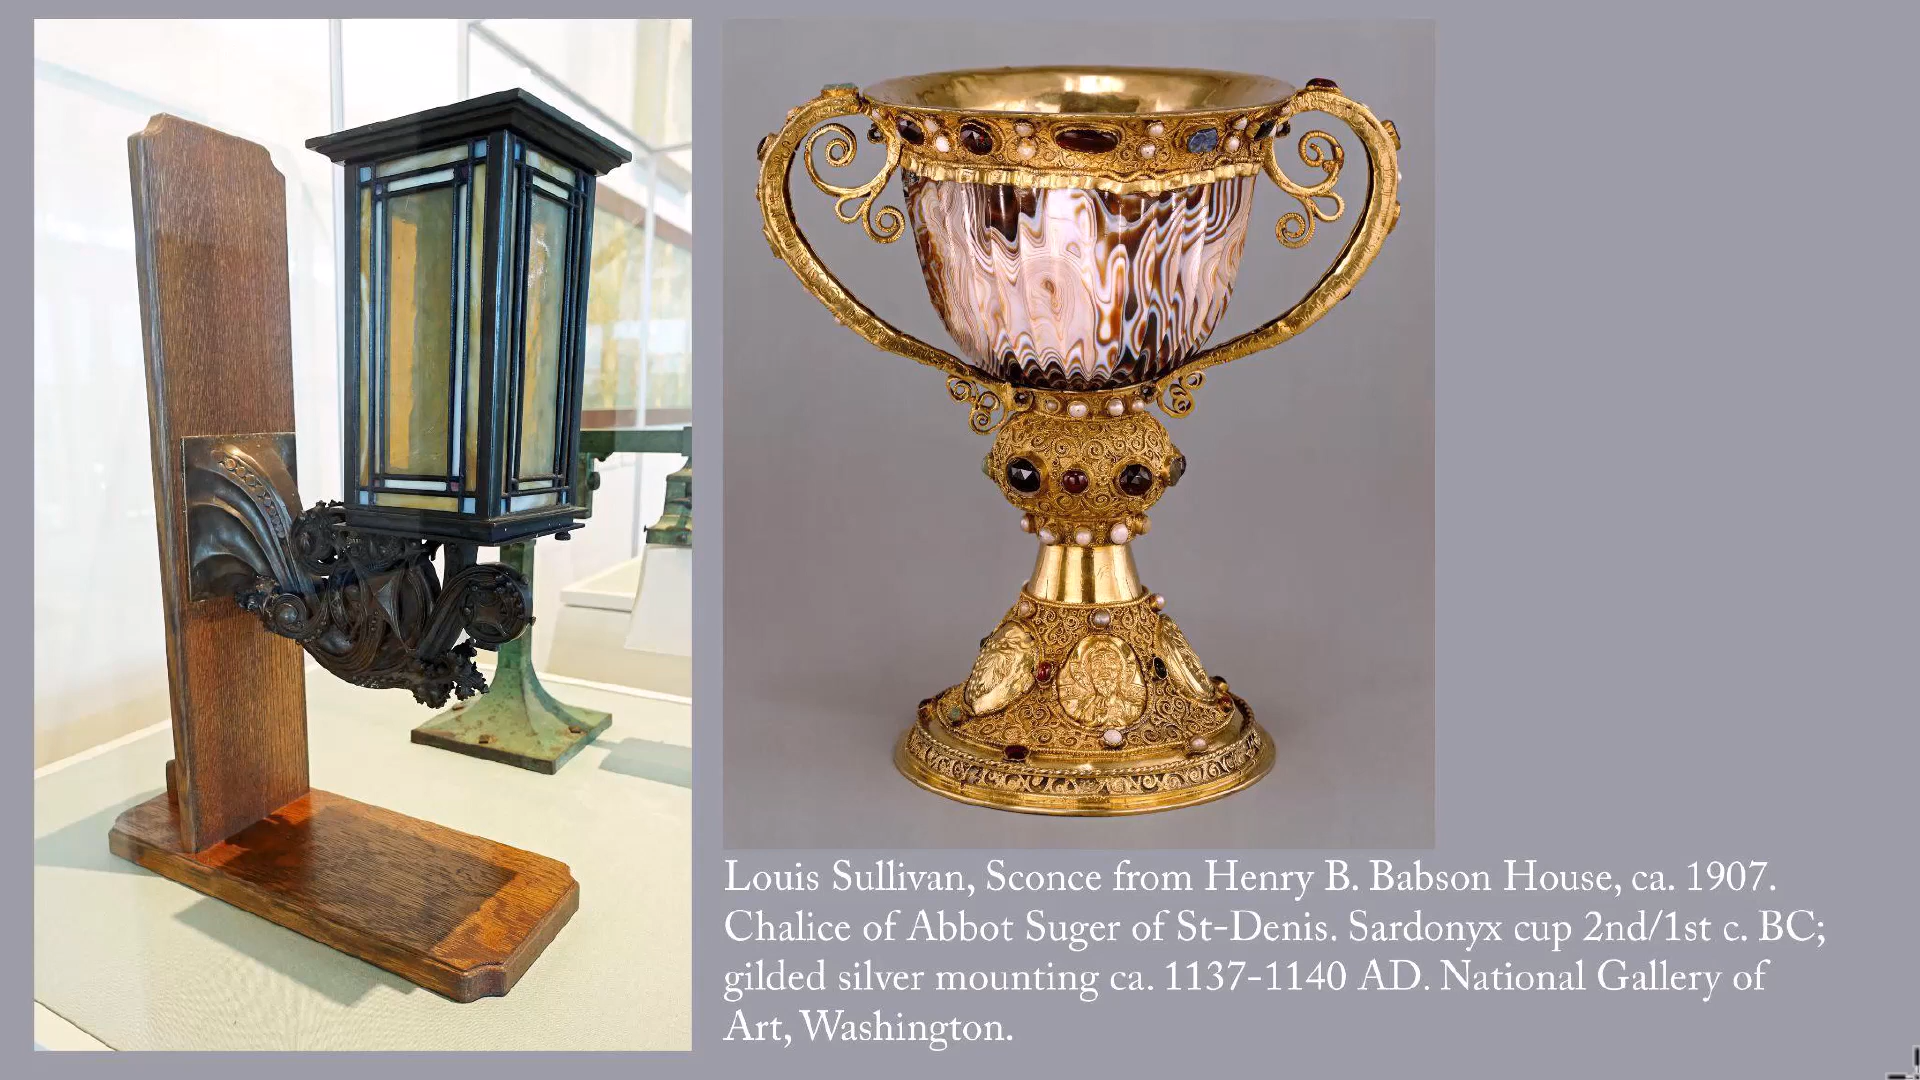 Louis Sullivan, Sconce from Henry B. Babson House, ca. 1907.
Chalice of Abbot Suger of St-Denis. Sardonyx cup 2nd/1st c. BC;
gilded silver mounting ca. 1137-1140 AD. National Gallery of
Art, Washington.